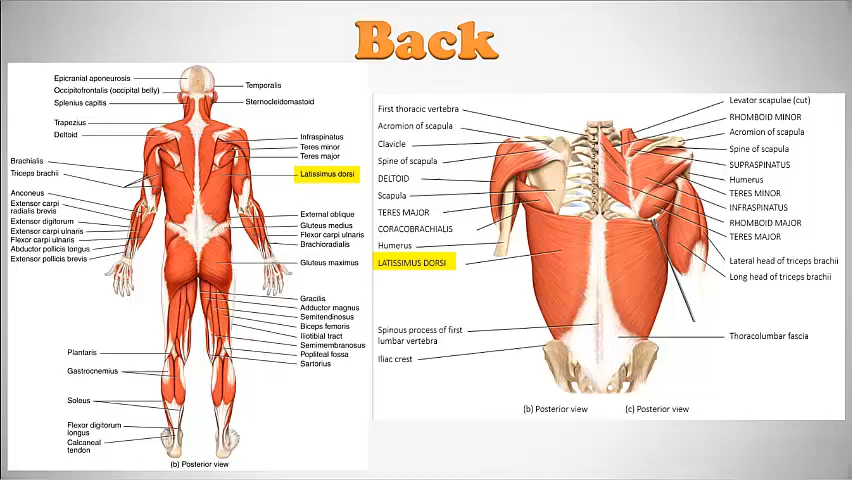 Back
Epicranial aponeurosis
Occipitofrontalis (occipital belly)
Splenius capitis
Trapezius
Deltoid
Brachialis
Triceps brachii
Anconeus
Extensor carpi
radialis brevis
Extensor digitorum
Extensor carpi ulnaris
Flexor carpi ulnaris
Abductor pollicis longus
Extensor pollicis brevis
Plantaris
Gastrocnemius
Soleus
Flexor digitorum
longus
Calcaneal
tendon
Temporalis
Sternocleidomastoid
Infraspinatus
Teres minor
Teres major
Latissimus dorsi
External oblique
Gluteus medius
Flexor carpi ulnaris
Brachioradialis
Gluteus maximus
Gracilis
Adductor magnus
Semitendinosus
Biceps femoris
Iliotibial tract
Semimembranosus
Popliteal fossa
Sartorius
(b) Posterior view
First thoracic vertebra
Acromion of scapula
Clavicle
Spine of scapula
DELTOID
Scapula
TERES MAJOR
CORACOBRACHIALIS
Humerus
LATISSIMUS DORSI
Spinous process of first
lumbar vertebra
Iliac crest
Levator scapulae (cut)
RHOMBOID MINOR
Acromion of scapula
Spine of scapula
SUPRASPINATUS
Humerus
TERES MINOR
INFRASPINATUS
RHOMBOID MAJOR
TERES MAJOR
Lateral head of triceps brachii
Long head of triceps brachii
Thoracolumbar fascia
(b) Posterior view
(c) Posterior view